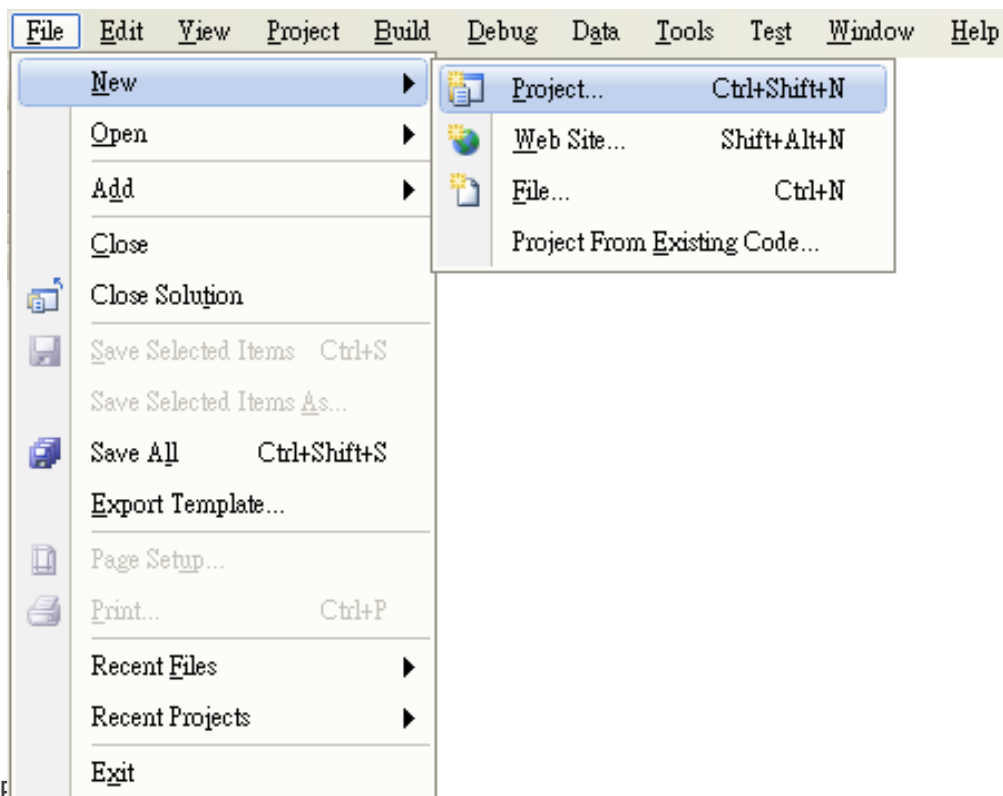 File Edit View Project Build Debug Data Tools Test Window Help
New
Open
Add
Close
Close Solution
Save Selected Items Ctrl+S
Save Selected Items As...
Save All Ctrl+Shift+S
Export Template...
Page Setup...
Print... Ctrl+P
Recent Files
Recent Projects
Exit
Project... Ctrl+Shift+N
Web Site... Shift+Alt+N
File... Ctrl+N
Project From Existing Code...